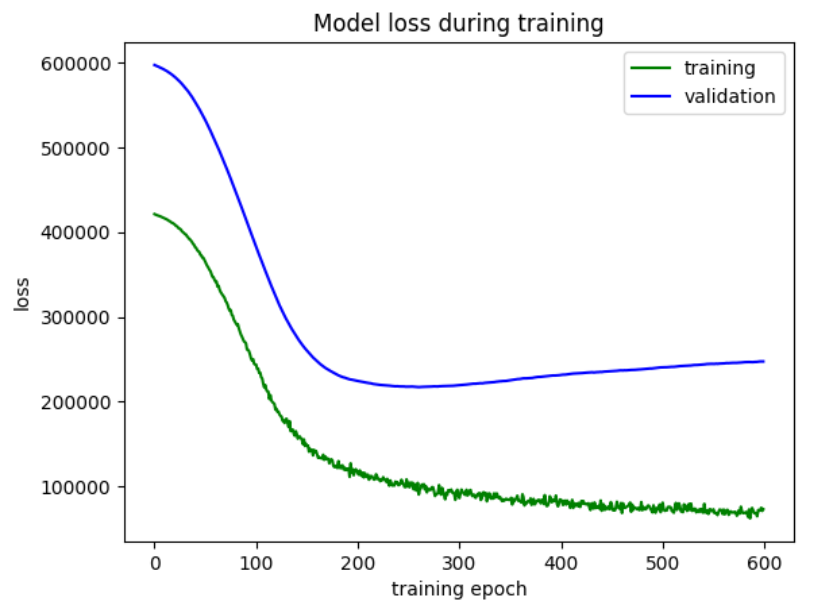 Model loss during training
training
validation
600000
500000
400000
300000
200000
100000
loss
0 100 200 300 400 500 600
training epoch